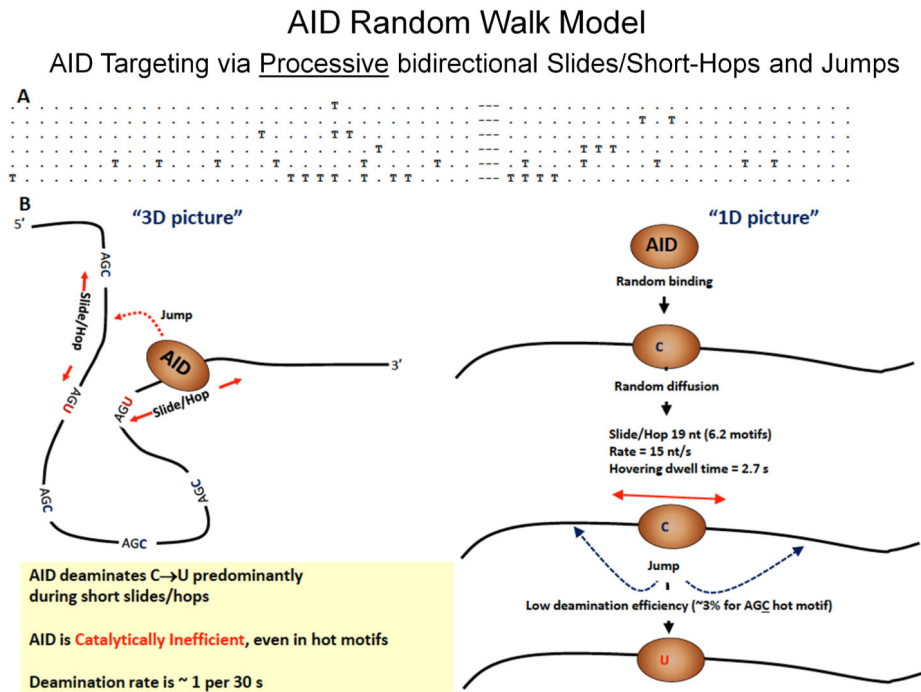 AID Random Walk Model
AID Targeting via Processive bidirectional Slides/Short-Hops and Jumps
A
. . . . . . . . . . . . . . . . . . . . . . T . . . . . . . . . --- . . . . . . . . . . . . . . . . . . . . . . . .
. . . . . . . . . . . . . . . . . . . . . . . . . . . . . . . . --- . . . . . . . . . T . T . . . . . . . . . . . .
. . . . . . . . . . . . . . . . . T . . . . T T . . . . . . . . --- . . . . . . . . . . . . . . . . . . . . . . . .
. . . . . . . . . . . . . . . . . . . . . . . . . T . . . . . . --- . . . . . T T T . . . . . . . . . . . . . . . .
. . . . . . . T . . T . . . T . . . T . . . . . T . . . . T . . --- . T . . . T . . . . T . . . . . T . T . . . . .
T . . . . . . . . . . . . . . . . . . T T T T . T . T T . . . . --- T T T T . . . . . . . . . . . . . . . . . . . .
B
"3D picture"
5'
AGC
Slide/Hop
Jump
AID
3'
AGU
AGU
Slide/Hop
AGC
AGC
AGC
AID deaminates C→U predominantly
during short slides/hops
AID is Catalytically Inefficient, even in hot motifs
Deamination rate is ~ 1 per 30 s
"1D picture"
AID
Random binding
C
Random diffusion
Slide/Hop 19 nt (6.2 motifs)
Rate = 15 nt/s
Hovering dwell time = 2.7 s
C
Jump
Low deamination efficiency (~3% for AGC hot motif)
U